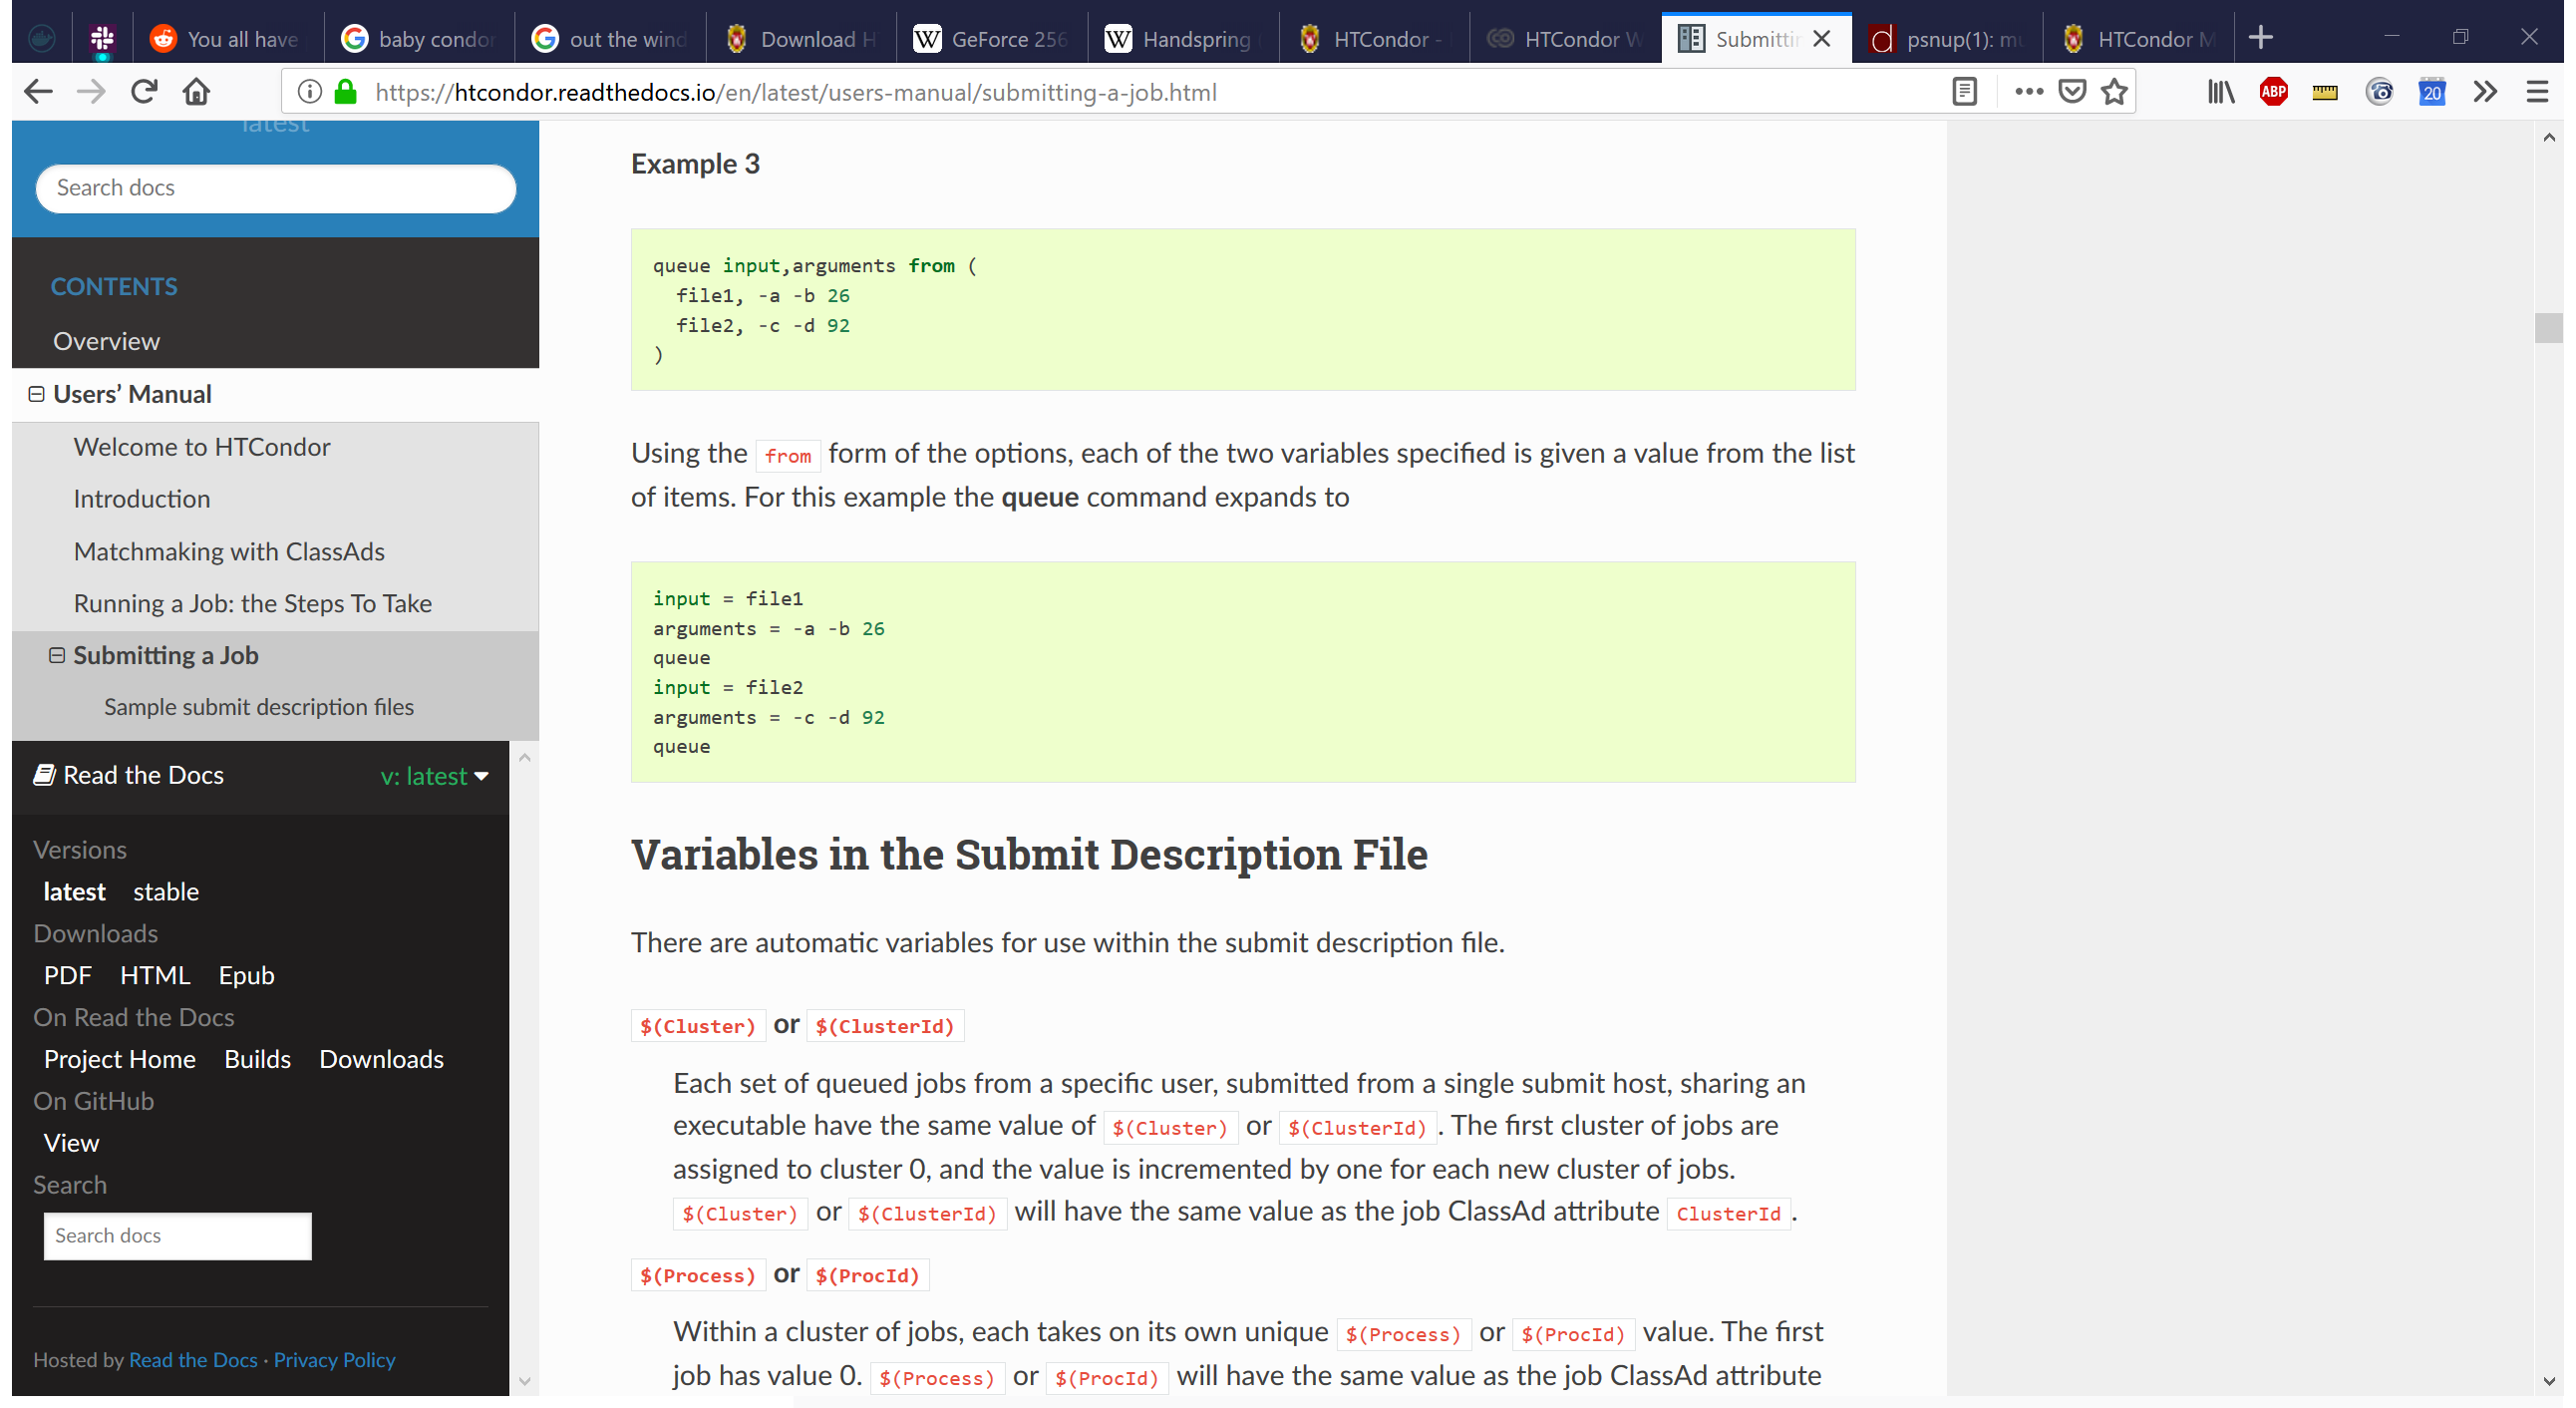 You all have
baby condor
out the wind
Download H
GeForce 256
Handspring
HTCondor -
HTCondor W
Submittin
psnup(1): mu
HTCondor M
https://htcondor.readthedocs.io/en/latest/users-manual/submitting-a-job.html
ABP
20
latest
Search docs
CONTENTS
Overview
Users’ Manual
Welcome to HTCondor
Introduction
Matchmaking with ClassAds
Running a Job: the Steps To Take
Submitting a Job
Sample submit description files
Read the Docs v: latest
Versions
latest stable
Downloads
PDF HTML Epub
On Read the Docs
Project Home Builds Downloads
On GitHub
View
Search
Search docs
Hosted by Read the Docs · Privacy Policy
Example 3
queue input,arguments from (
file1, -a -b 26
file2, -c -d 92
)
Using the from form of the options, each of the two variables specified is given a value from the list
of items. For this example the queue command expands to
input = file1
arguments = -a -b 26
queue
input = file2
arguments = -c -d 92
queue
Variables in the Submit Description File
There are automatic variables for use within the submit description file.
$(Cluster) or $(ClusterId)
Each set of queued jobs from a specific user, submitted from a single submit host, sharing an
executable have the same value of $(Cluster) or $(ClusterId) . The first cluster of jobs are
assigned to cluster 0, and the value is incremented by one for each new cluster of jobs.
$(Cluster) or $(ClusterId) will have the same value as the job ClassAd attribute ClusterId .
$(Process) or $(ProcId)
Within a cluster of jobs, each takes on its own unique $(Process) or $(ProcId) value. The first
job has value 0. $(Process) or $(ProcId) will have the same value as the job ClassAd attribute